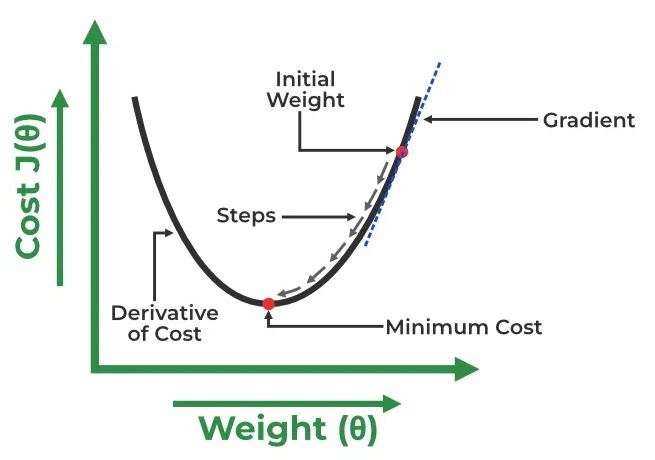 Cost J(θ)
Initial
Weight
Gradient
Steps
Derivative
of Cost
Minimum Cost
Weight (θ)